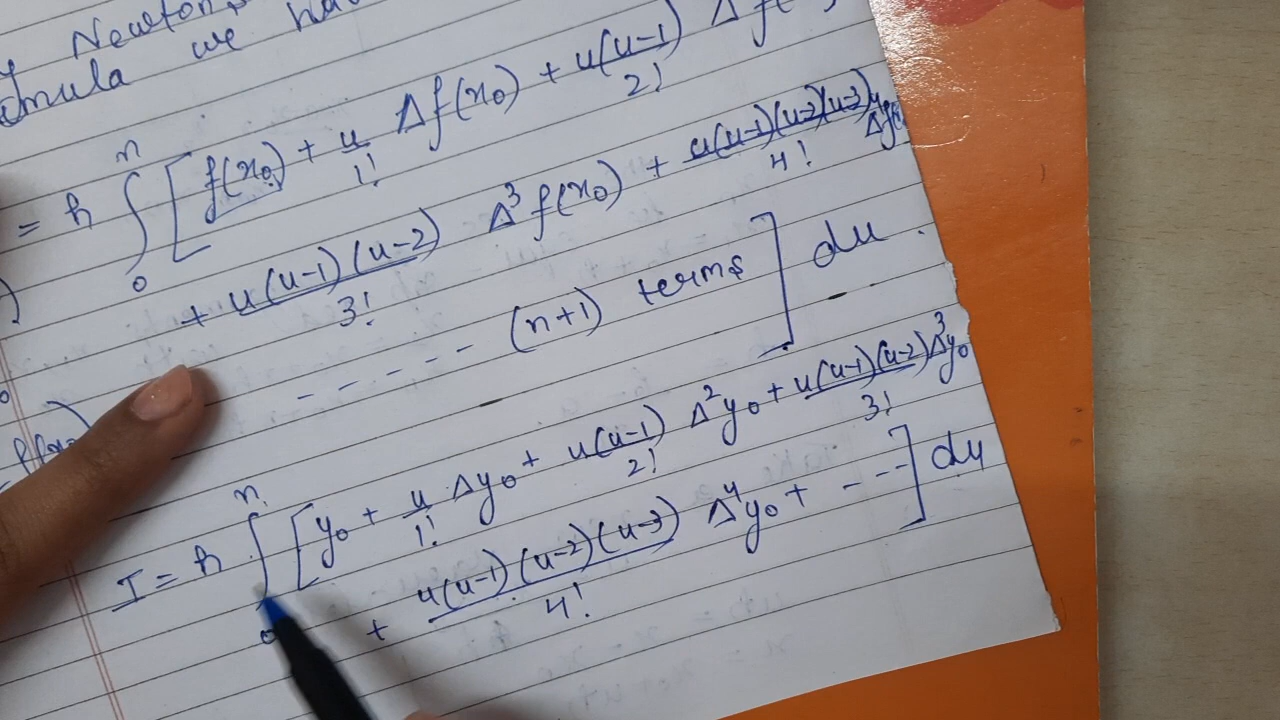 Newton's
we
= h ∫₀ⁿ [ f(x₀) + u/1! Δf(x₀) + u(u-1)/2!
+ u(u-1)(u-2)/3! Δ³f(x₀) + u(u-1)(u-2)(u-3)/4!
- - - - - - (n+1) terms ] du .
I = h ∫₀ⁿ [ y₀ + u/1! Δy₀ + u(u-1)/2! Δ²y₀ + u(u-1)(u-2)/3! Δ³y₀
+ u(u-1)(u-2)(u-3)/4! Δ⁴y₀ + - - - ] du